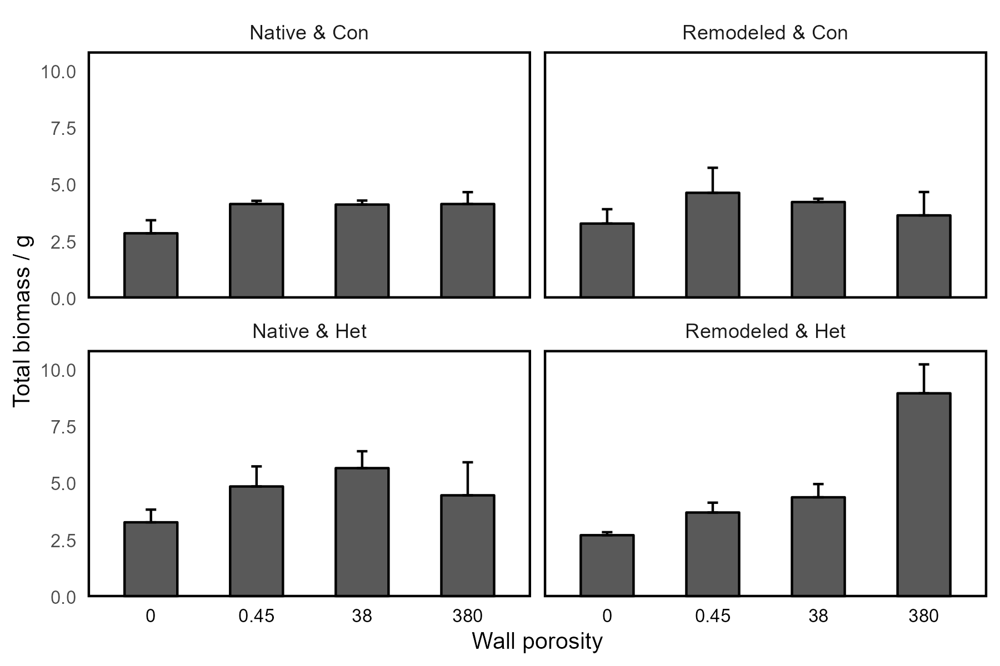 Native & Con
Remodeled & Con
10.0
7.5
5.0
2.5
0.0
Native & Het
Remodeled & Het
10.0
7.5
5.0
2.5
0.0
Total biomass / g
0 0.45 38 380
0 0.45 38 380
Wall porosity